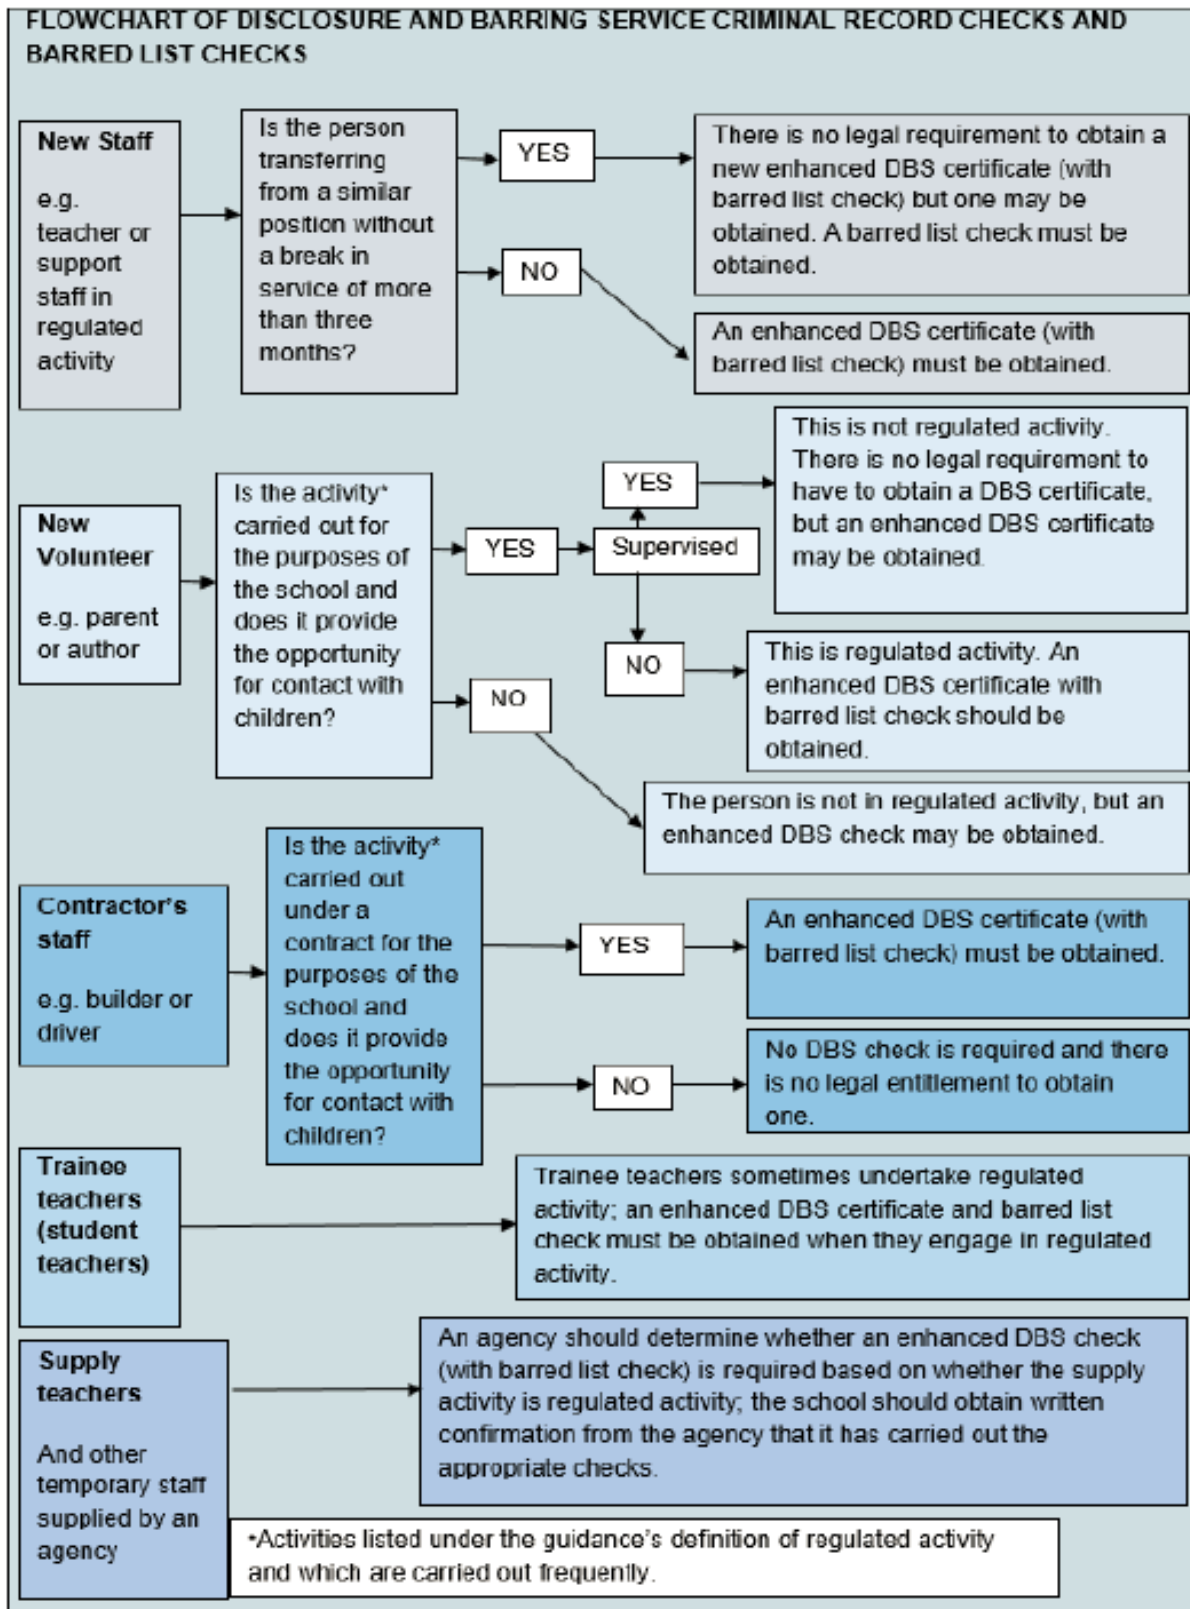 FLOWCHART OF DISCLOSURE AND BARRING SERVICE CRIMINAL RECORD CHECKS AND
BARRED LIST CHECKS
New Staff
e.g.
teacher or
support
staff in
regulated
activity
Is the person
transferring
from a similar
position without
a break in
service of more
than three
months?
YES
NO
There is no legal requirement to obtain a
new enhanced DBS certificate (with
barred list check) but one may be
obtained. A barred list check must be
obtained.
An enhanced DBS certificate (with
barred list check) must be obtained.
New
Volunteer
e.g. parent
or author
Is the activity*
carried out for
the purposes of
the school and
does it provide
the opportunity
for contact with
children?
YES
Supervised
YES
This is not regulated activity.
There is no legal requirement to
have to obtain a DBS certificate,
but an enhanced DBS certificate
may be obtained.
NO
This is regulated activity. An
enhanced DBS certificate with
barred list check should be
obtained.
NO
The person is not in regulated activity, but an
enhanced DBS check may be obtained.
Contractor's
staff
e.g. builder or
driver
Is the activity*
carried out
under a
contract for the
purposes of the
school and
does it provide
the opportunity
for contact with
children?
YES
An enhanced DBS certificate (with
barred list check) must be obtained.
NO
No DBS check is required and there
is no legal entitlement to obtain
one.
Trainee
teachers
(student
teachers)
Trainee teachers sometimes undertake regulated
activity; an enhanced DBS certificate and barred list
check must be obtained when they engage in regulated
activity.
Supply
teachers
And other
temporary staff
supplied by an
agency
An agency should determine whether an enhanced DBS check
(with barred list check) is required based on whether the supply
activity is regulated activity; the school should obtain written
confirmation from the agency that it has carried out the
appropriate checks.
*Activities listed under the guidance's definition of regulated activity
and which are carried out frequently.